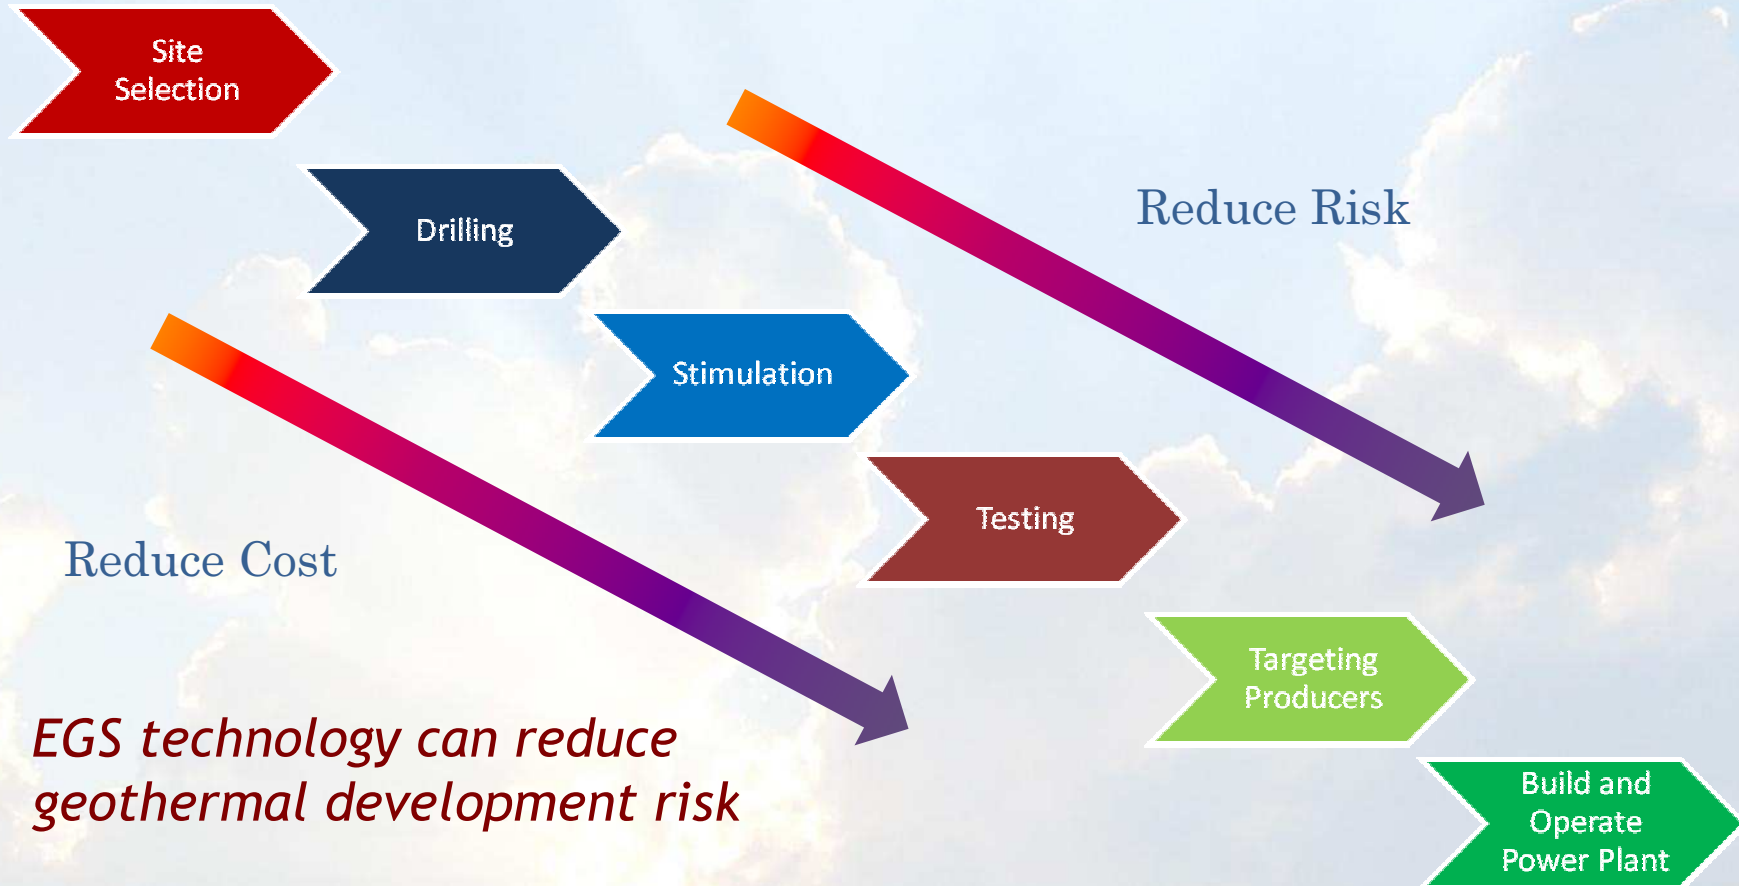 Site
Selection
Drilling
Reduce Risk
Stimulation
Testing
Reduce Cost
Targeting
Producers
EGS technology can reduce
geothermal development risk
Build and
Operate
Power Plant